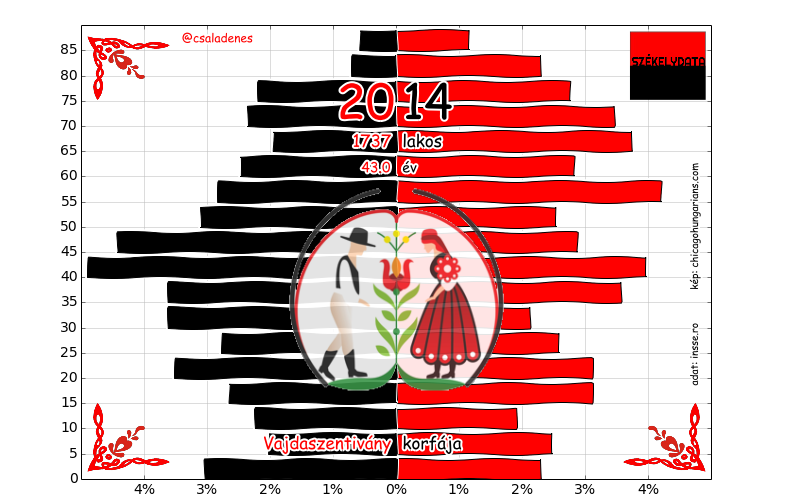 @csaladenes
SZÉKELYDATA
2014
1737 lakos
43.0 év
kép: chicagohungarians.com
adat: insse.ro
Vajdaszentivány korfája
85
80
75
70
65
60
55
50
45
40
35
30
25
20
15
10
5
0
4% 3% 2% 1% 0% 1% 2% 3% 4%